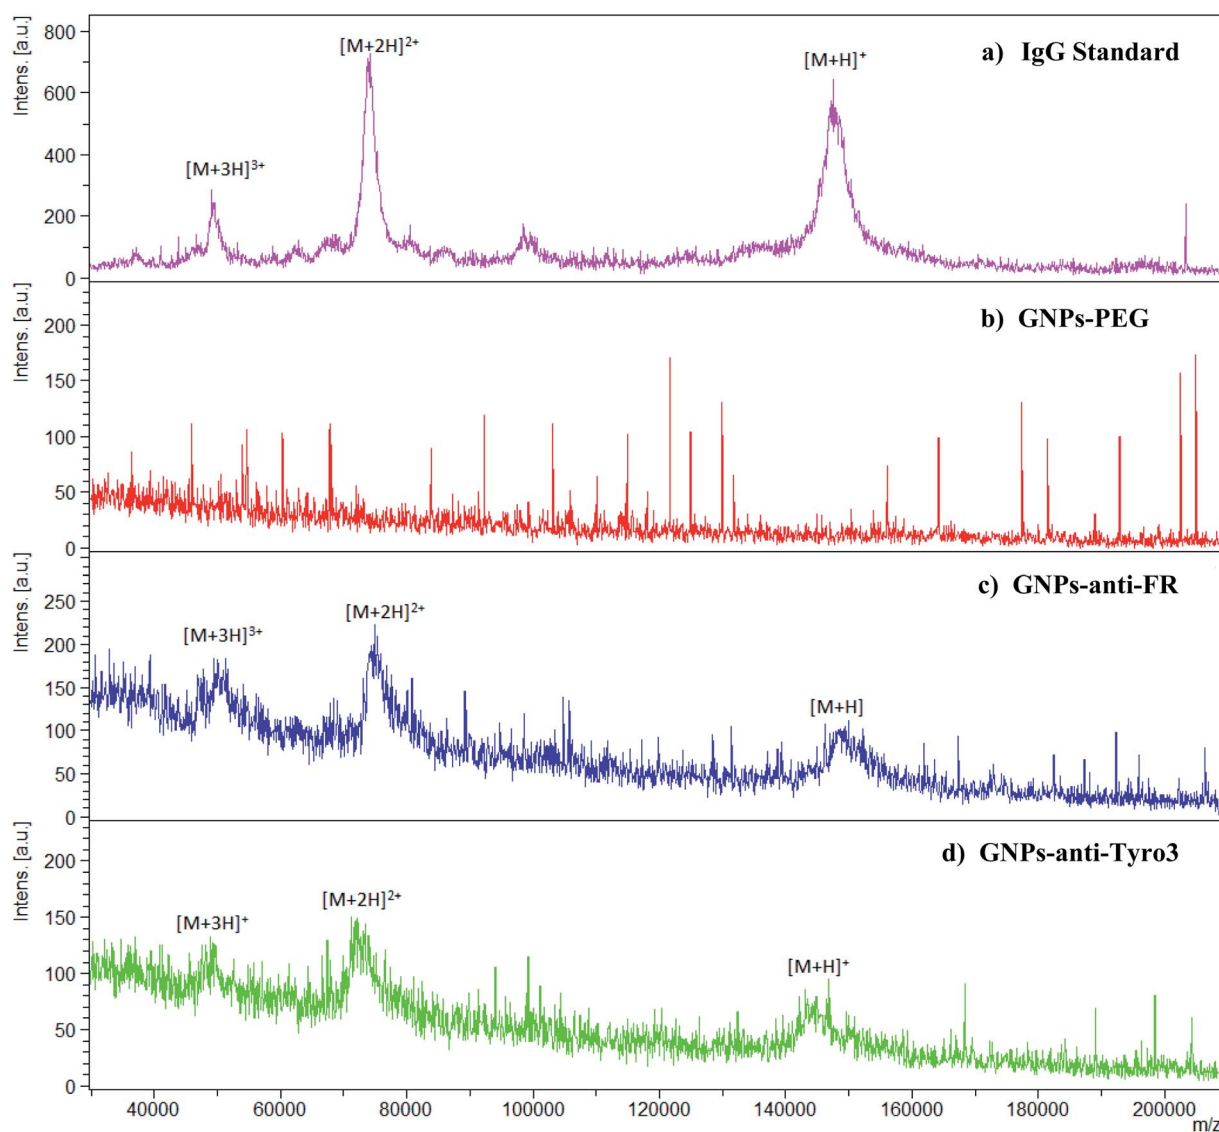 a) IgG Standard
Intens. [a.u.]
800
600
400
200
0
[M+3H]³⁺
[M+2H]²⁺
[M+H]⁺
b) GNPs-PEG
Intens. [a.u.]
200
150
100
50
0
c) GNPs-anti-FR
Intens. [a.u.]
250
200
150
100
50
0
[M+3H]³⁺
[M+2H]²⁺
[M+H]
d) GNPs-anti-Tyro3
Intens. [a.u.]
200
150
100
50
0
[M+3H]⁺
[M+2H]²⁺
[M+H]⁺
40000 60000 80000 100000 120000 140000 160000 180000 200000
m/z